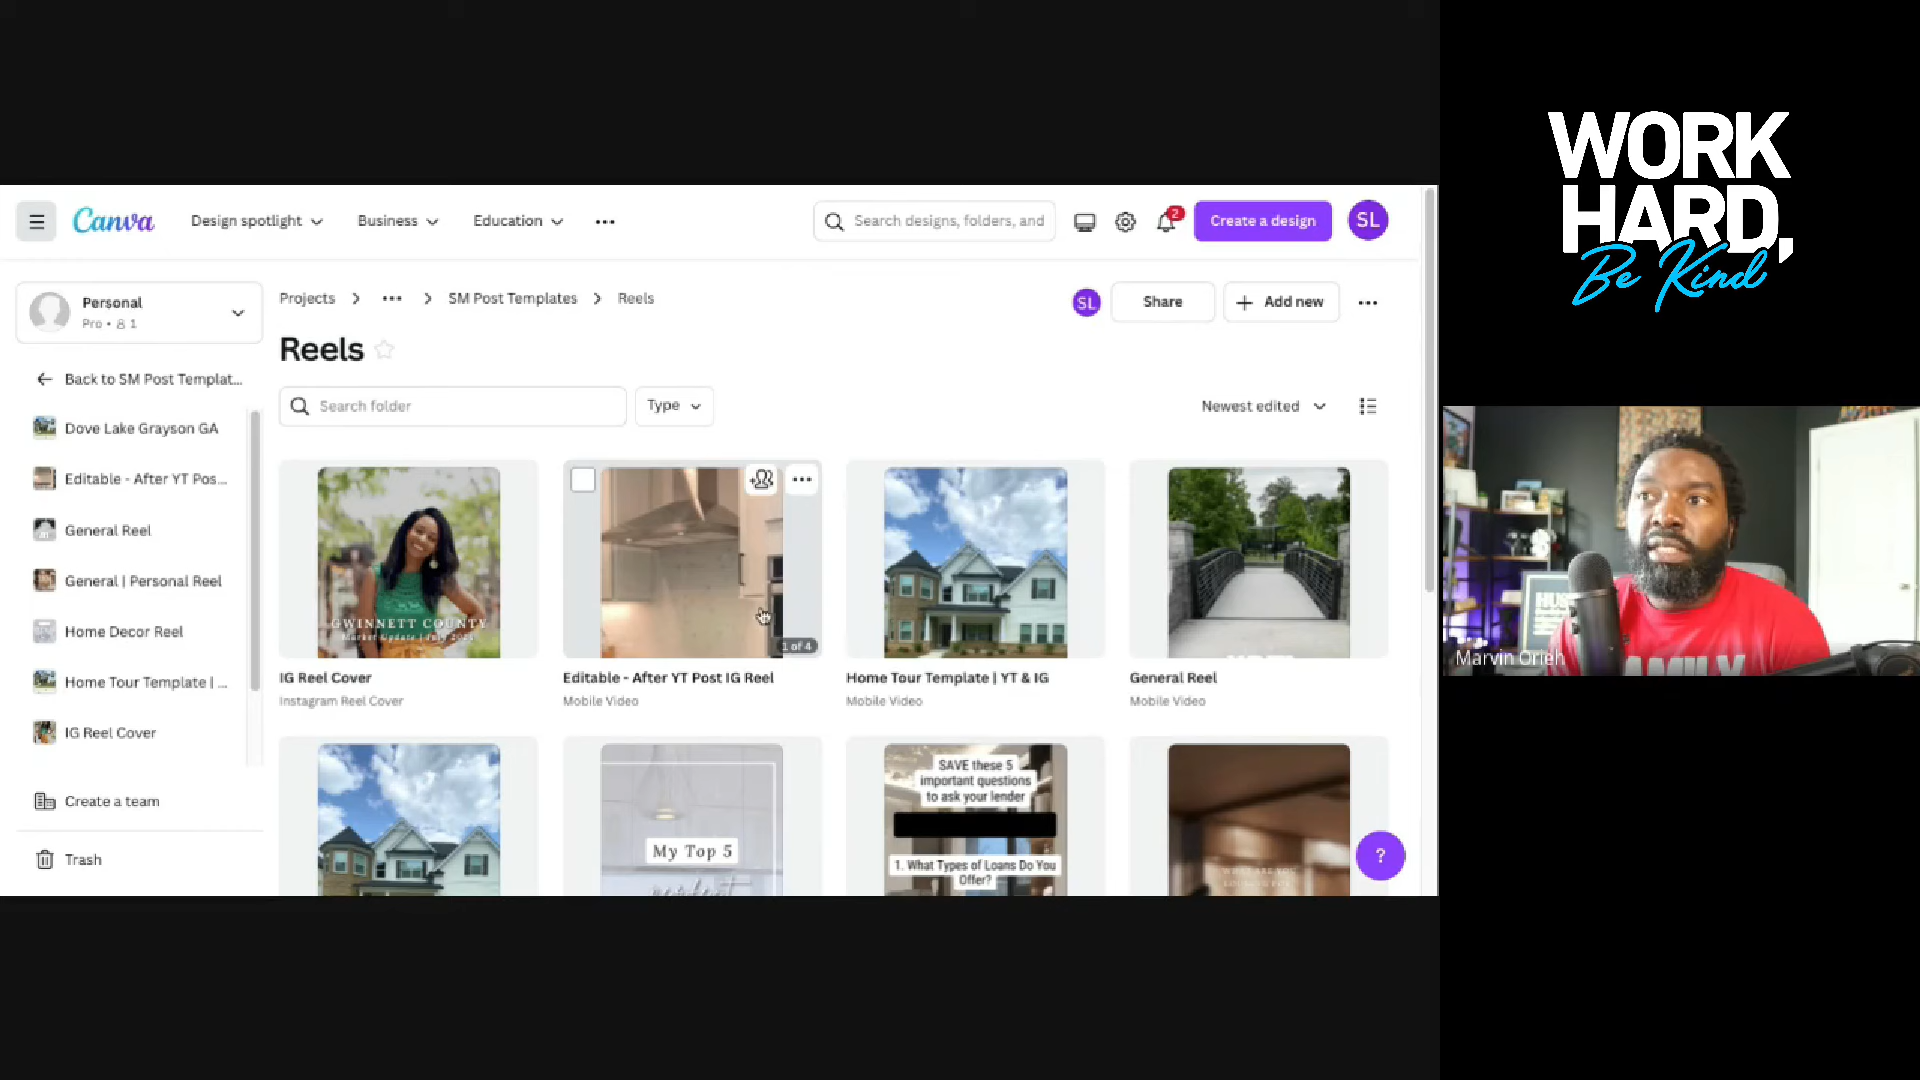 Canva
Design spotlight
Business
Education
Search designs, folders, and
2
Create a design
SL
Personal
Pro • 1
Projects
SM Post Templates
Reels
SL
Share
Add new
Reels
Back to SM Post Templat...
Search folder
Type
Newest edited
Dove Lake Grayson GA
Editable - After YT Pos...
General Reel
General | Personal Reel
Home Decor Reel
Home Tour Template | ...
IG Reel Cover
Create a team
Trash
GWINNETT COUNTY
Market Update | July
1 of 4
IG Reel Cover
Instagram Reel Cover
Editable - After YT Post IG Reel
Mobile Video
Home Tour Template | YT & IG
Mobile Video
General Reel
Mobile Video
My Top 5
SAVE these 5
important questions
to ask your lender
1. What Types of Loans Do You
Offer?
?
WORK
HARD,
Be Kind
Marvin Orieh